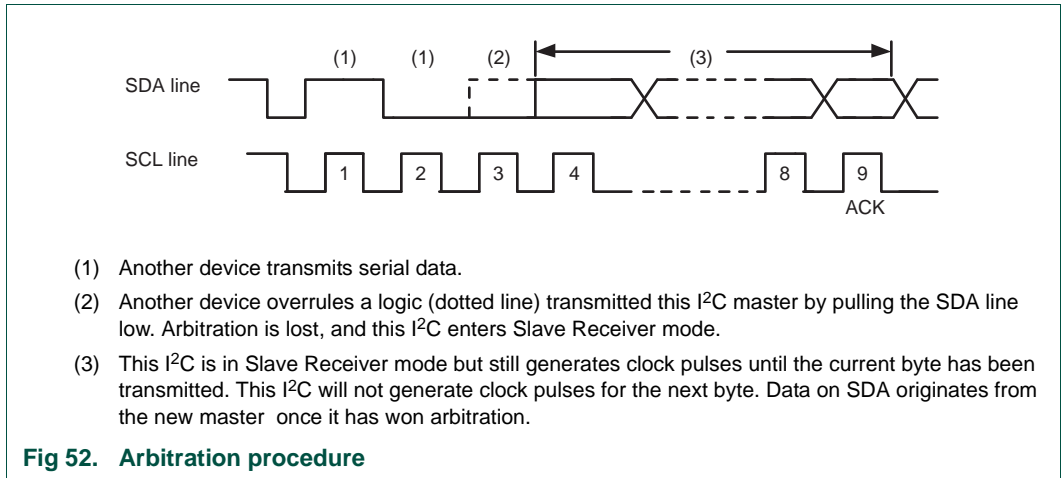 (1) (1) (2) (3)
SDA line
SCL line
1 2 3 4 8 9
ACK
(1) Another device transmits serial data.
(2) Another device overrules a logic (dotted line) transmitted this I2C master by pulling the SDA line
low. Arbitration is lost, and this I2C enters Slave Receiver mode.
(3) This I2C is in Slave Receiver mode but still generates clock pulses until the current byte has been
transmitted. This I2C will not generate clock pulses for the next byte. Data on SDA originates from
the new master once it has won arbitration.
Fig 52. Arbitration procedure